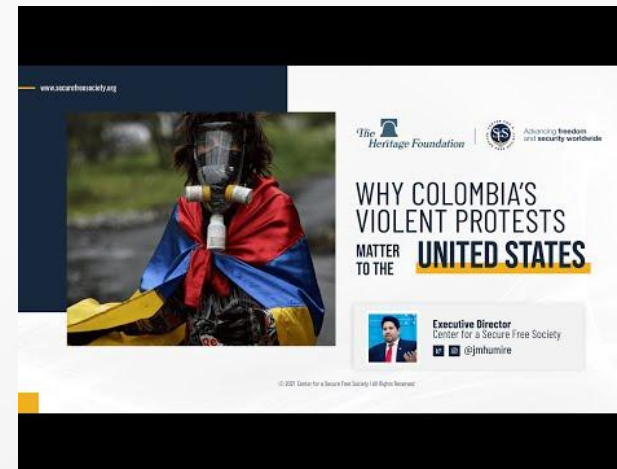 www.securefreesociety.org
The
Heritage Foundation
SFS
Advancing freedom
and security worldwide
WHY COLOMBIA'S
VIOLENT PROTESTS
MATTER
TO THE
UNITED STATES
Executive Director
Center for a Secure Free Society
@jmhumire
© 2021 Center for a Secure Free Society | All Rights Reserved